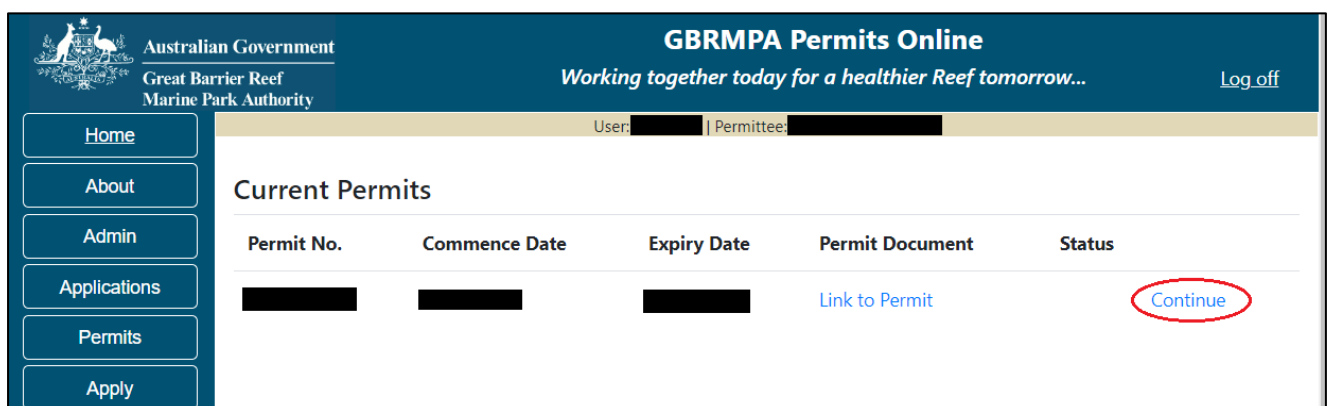 Australian Government
Great Barrier Reef
Marine Park Authority
GBRMPA Permits Online
Working together today for a healthier Reef tomorrow...
Log off
User: | Permittee:
Home
About
Admin
Applications
Permits
Apply
Current Permits
Permit No. Commence Date Expiry Date Permit Document Status
Link to Permit Continue